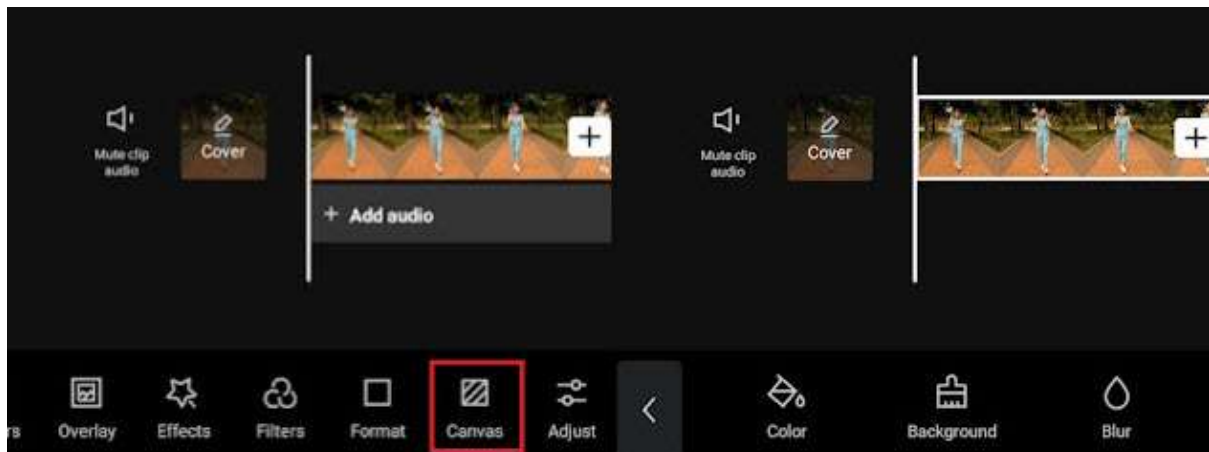 Mute clip
audio
Cover
+ Add audio
rs
Overlay
Effects
Filters
Format
Canvas
Adjust
Mute clip
audio
Cover
Color
Background
Blur